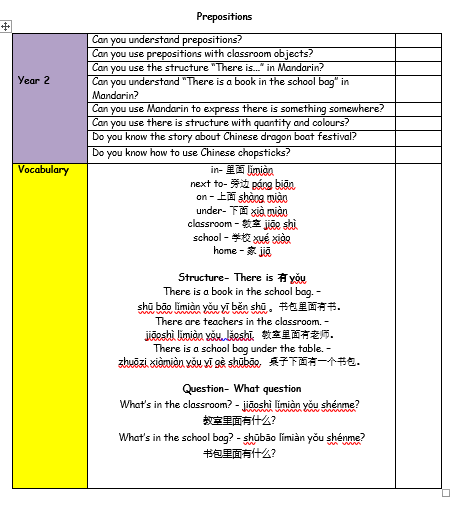 Prepositions
Year 2
Can you understand prepositions?
Can you use prepositions with classroom objects?
Can you use the structure “There is…” in Mandarin?
Can you understand “There is a book in the school bag” in
Mandarin?
Can you use Mandarin to express there is something somewhere?
Can you use there is structure with quantity and colours?
Do you know the story about Chinese dragon boat festival?
Do you know how to use Chinese chopsticks?
Vocabulary
in- 里面 lǐmiàn
next to- 旁边 páng biān
on – 上面 shàng miàn
under- 下面 xià miàn
classroom – 教室 jiāo shì
school – 学校 xué xiào
home – 家 jiā
Structure- There is 有yǒu
There is a book in the school bag. –
shū bāo lǐmiàn yǒu yī běn shū 。书包里面有书。
There are teachers in the classroom. –
jiāoshì lǐmiàn yǒu lǎoshī. 教室里面有老师。
There is a school bag under the table. –
zhuōzi xiàmiàn yǒu yī gè shūbāo. 桌子下面有一个书包。
Question- What question
What’s in the classroom? - jiāoshì lǐmiàn yǒu shénme?
教室里面有什么?
What’s in the school bag? - shūbāo lǐmiàn yǒu shénme?
书包里面有什么?